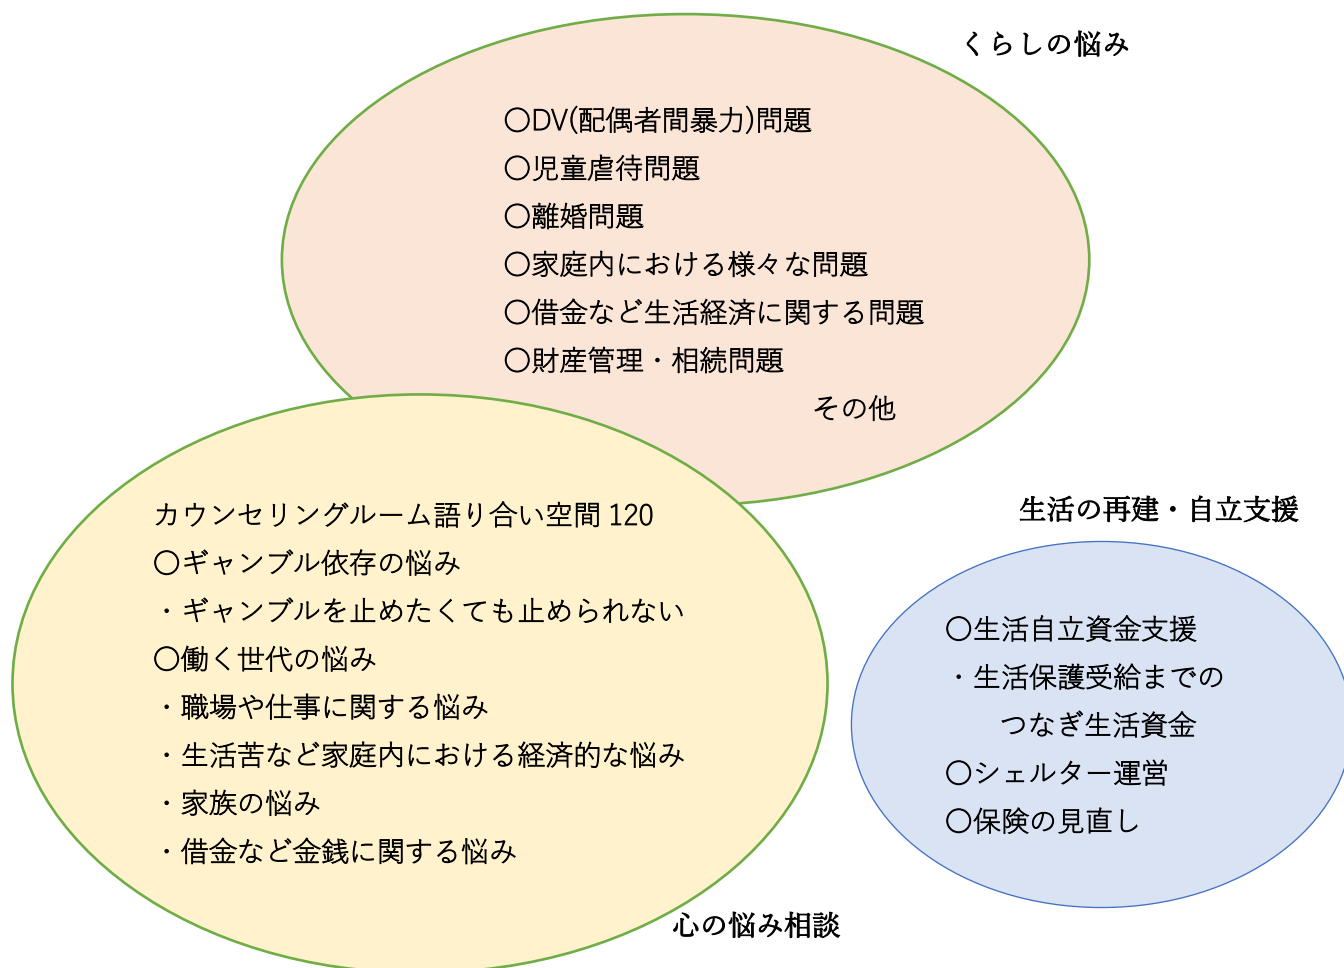 くらしの悩み
〇DV(配偶者間暴力)問題
〇児童虐待問題
〇離婚問題
〇家庭内における様々な問題
〇借金など生活経済に関する問題
〇財産管理・相続問題
その他
カウンセリングルーム語り合い空間 120
〇ギャンブル依存の悩み
・ギャンブルを止めたくても止められない
〇働く世代の悩み
・職場や仕事に関する悩み
・生活苦など家庭内における経済的な悩み
・家族の悩み
・借金など金銭に関する悩み
心の悩み相談
生活の再建・自立支援
〇生活自立資金支援
・生活保護受給までの
つなぎ生活資金
〇シェルター運営
〇保険の見直し